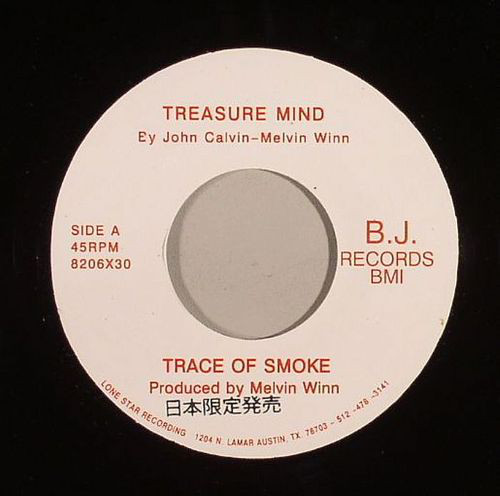 TREASURE MIND
Ey John Calvin-Melvin Winn
SIDE A
45RPM
8206X30
B.J.
RECORDS
BMI
TRACE OF SMOKE
Produced by Melvin Winn
日本限定発売
LONE STAR RECORDING 1204 N. LAMAR AUSTIN, TX 78703 - 512 - 478 - 3141